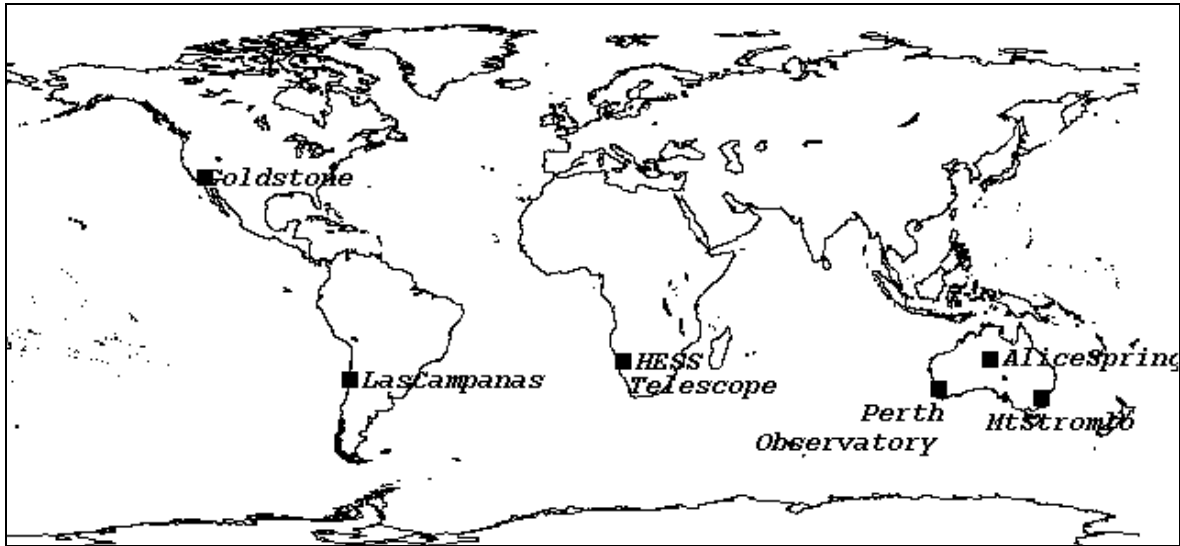 Goldstone
HESS
Telescope
AliceSpring
LasCampanas
Perth
Observatory
MtStromlo